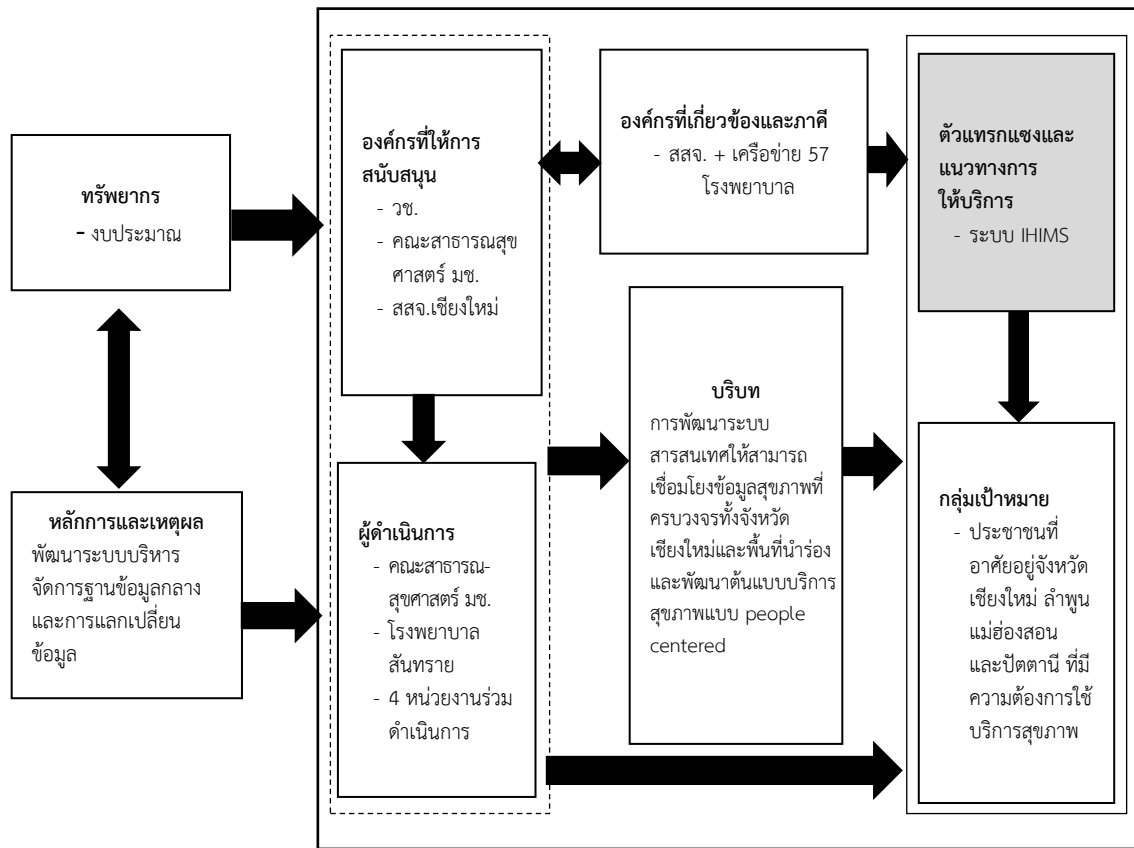 ทรัพยากร
- งบประมาณ
หลักการและเหตุผล
พัฒนาระบบบริหาร
จัดการฐานข้อมูลกลาง
และการแลกเปลี่ยน
ข้อมูล
องค์กรที่ให้การ
สนับสนุน
- วช.
- คณะสาธารณสุข
ศาสตร์ มช.
- สสจ.เชียงใหม่
ผู้ดำเนินการ
- คณะสาธารณ-
สุขศาสตร์ มช.
- โรงพยาบาล
สันทราย
- 4 หน่วยงานร่วม
ดำเนินการ
องค์กรที่เกี่ยวข้องและภาคี
- สสจ. + เครือข่าย 57
โรงพยาบาล
บริบท
การพัฒนาระบบ
สารสนเทศให้สามารถ
เชื่อมโยงข้อมูลสุขภาพที่
ครบวงจรทั้งจังหวัด
เชียงใหม่และพื้นที่นำร่อง
และพัฒนาต้นแบบบริการ
สุขภาพแบบ people
centered
ตัวแทรกแซงและ
แนวทางการ
ให้บริการ
- ระบบ IHIMS
กลุ่มเป้าหมาย
- ประชาชนที่
อาศัยอยู่จังหวัด
เชียงใหม่ ลำพูน
แม่ฮ่องสอน
และปัตตานี ที่มี
ความต้องการใช้
บริการสุขภาพ